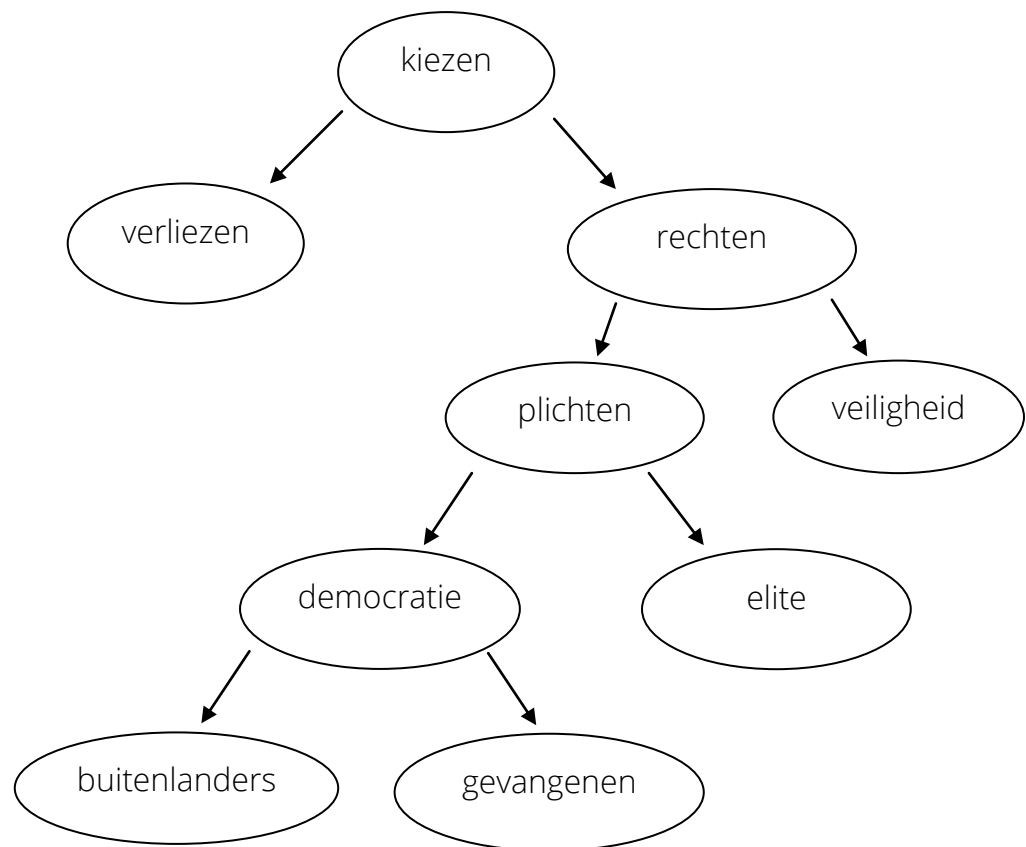 kiezen
verliezen
rechten
plichten
veiligheid
democratie
elite
buitenlanders
gevangenen